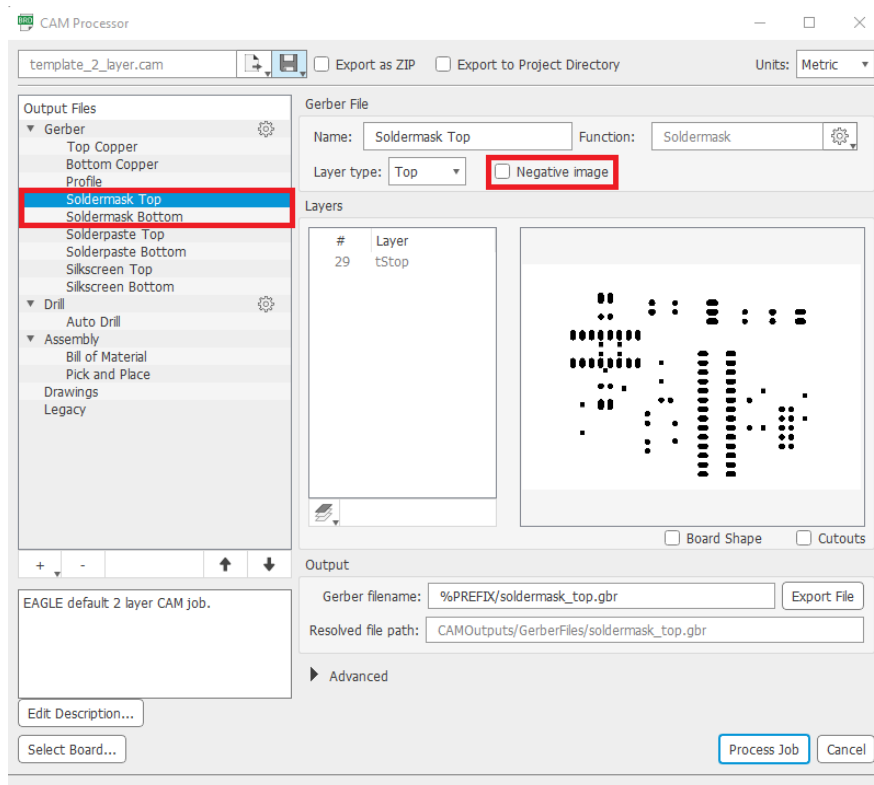 CAM Processor
template_2_layer.cam
Export as ZIP
Export to Project Directory
Units: Metric
Output Files
Gerber
Top Copper
Bottom Copper
Profile
Soldermask Top
Soldermask Bottom
Solderpaste Top
Solderpaste Bottom
Silkscreen Top
Silkscreen Bottom
Drill
Auto Drill
Assembly
Bill of Material
Pick and Place
Drawings
Legacy
+ -
EAGLE default 2 layer CAM job.
Edit Description...
Select Board...
Gerber File
Name: Soldermask Top Function: Soldermask
Layer type: Top Negative image
Layers
# Layer
29 tStop
Board Shape Cutouts
Output
Gerber filename: %PREFIX/soldermask_top.gbr Export File
Resolved file path: CAMOutputs/GerberFiles/soldermask_top.gbr
Advanced
Process Job Cancel